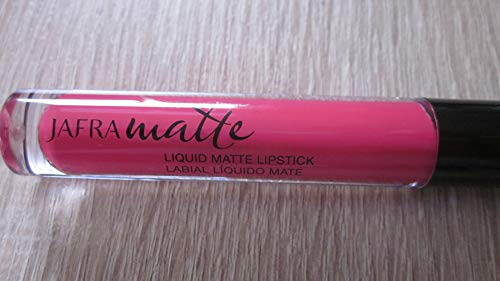 JAFRA matte
LIQUID MATTE LIPSTICK
LABIAL LÍQUIDO MATE